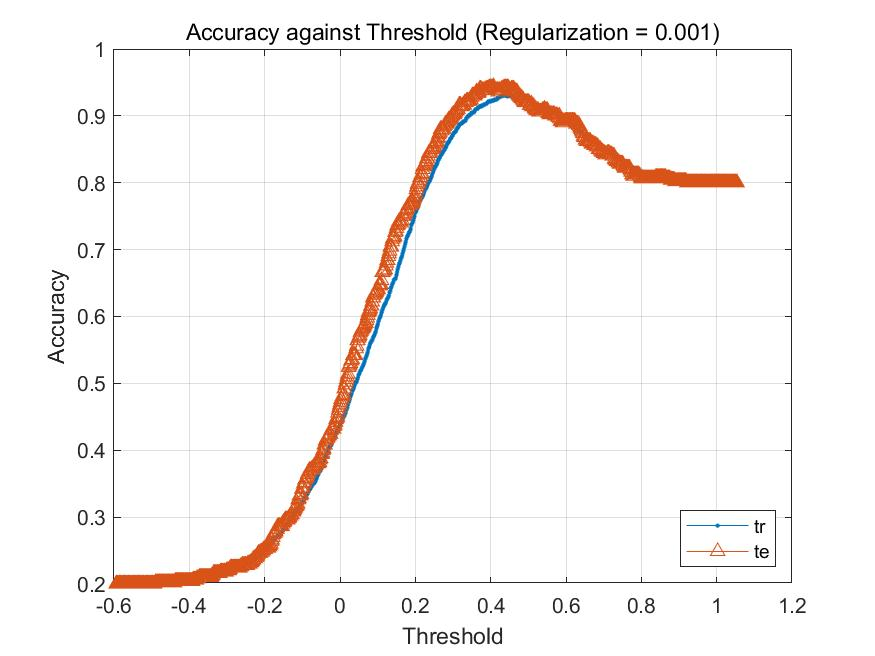 Accuracy against Threshold (Regularization = 0.001)
1
0.9
0.8
0.7
0.6
0.5
0.4
0.3
0.2
Accuracy
tr
te
-0.6 -0.4 -0.2 0 0.2 0.4 0.6 0.8 1 1.2
Threshold